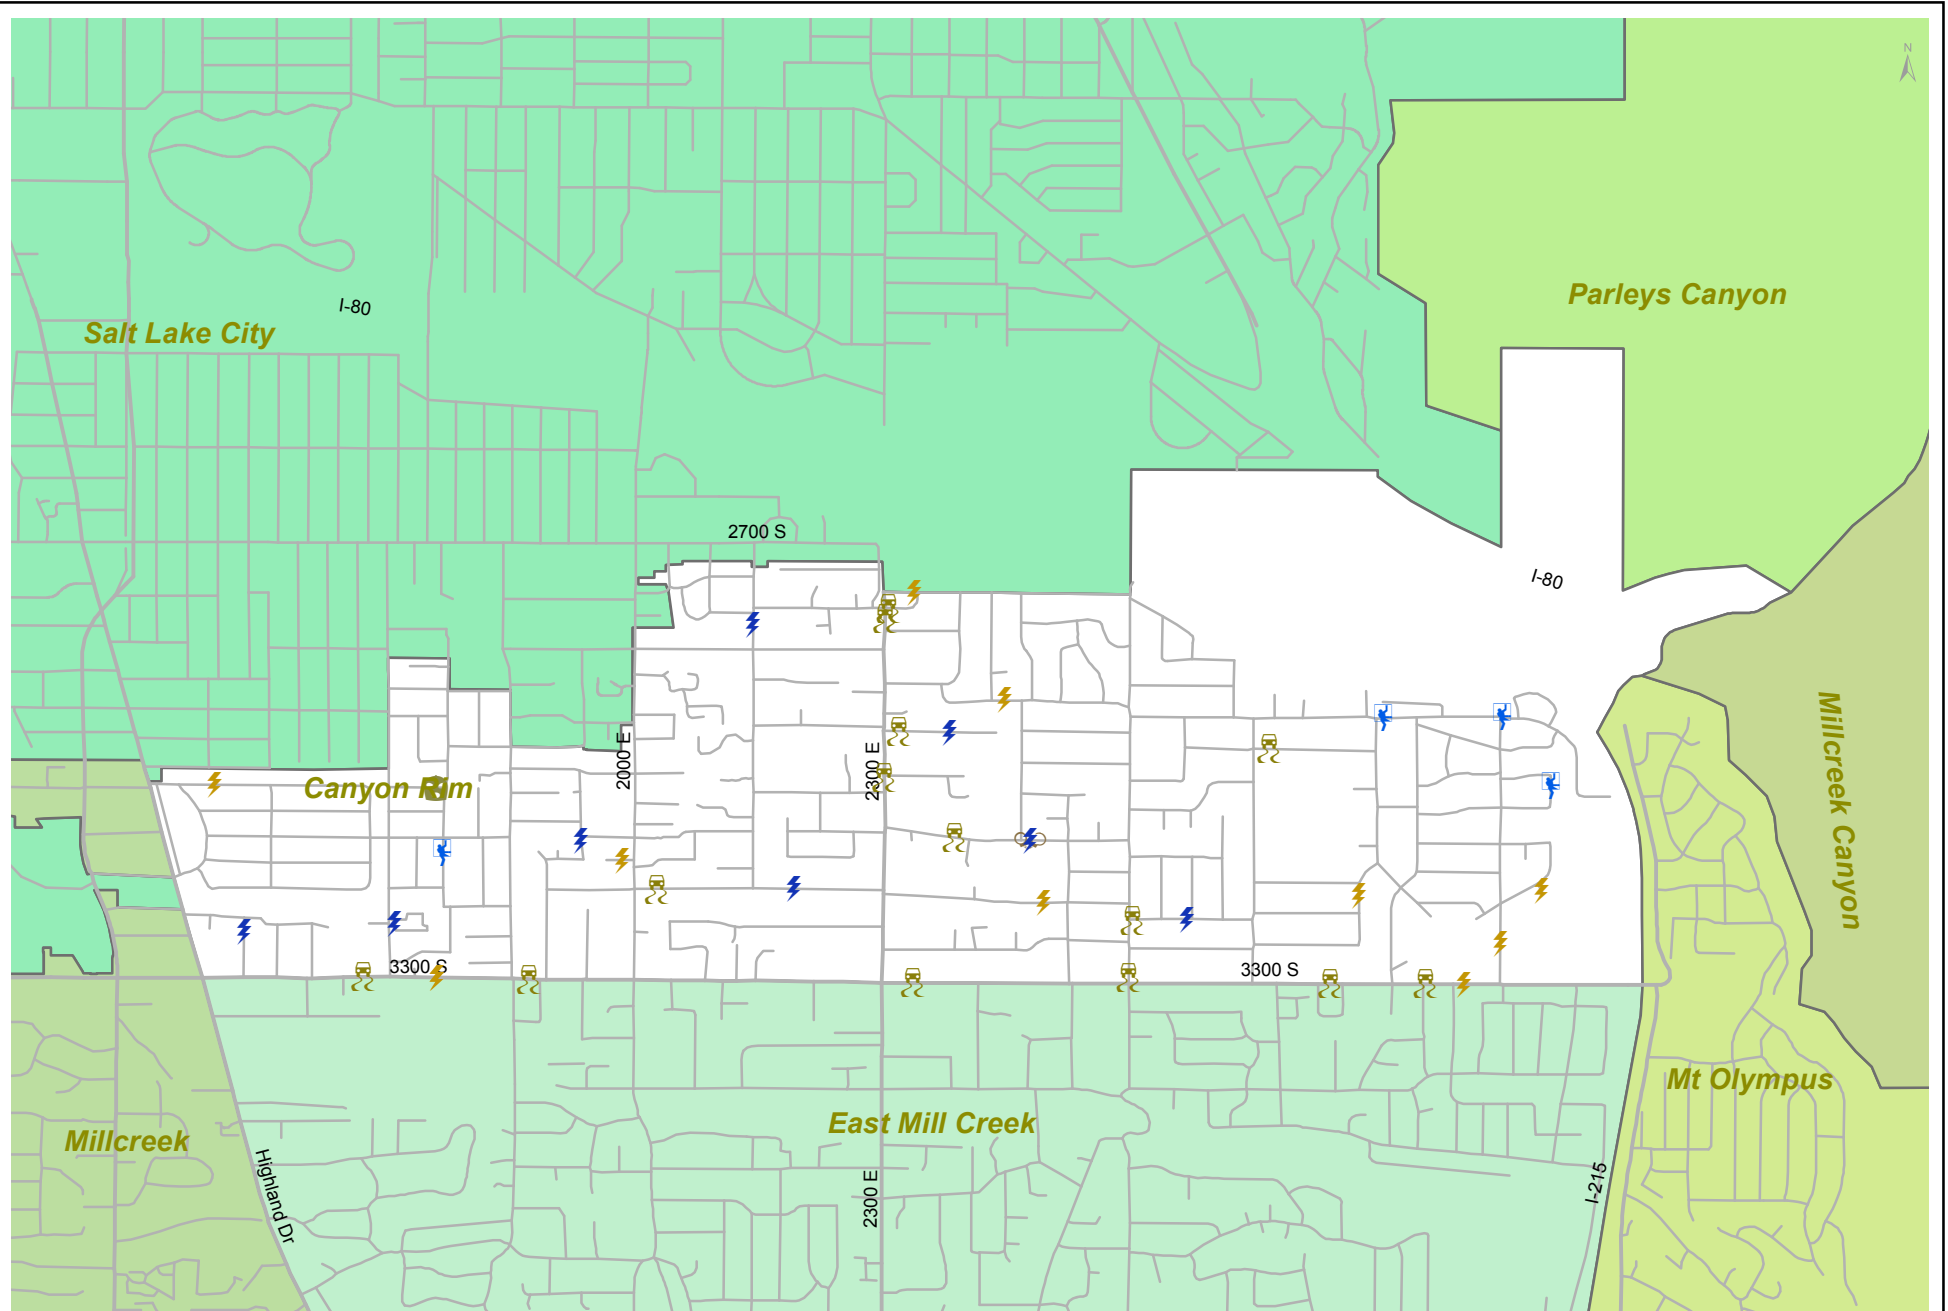 N
Parleys Canyon
I-80
Salt Lake City
2700 S
I-80
Millcreek Canyon
2000 E
2300 E
Canyon Rim
3300 S
3300 S
Mt Olympus
East Mill Creek
Millcreek
Highland Dr
2300 E
I-215